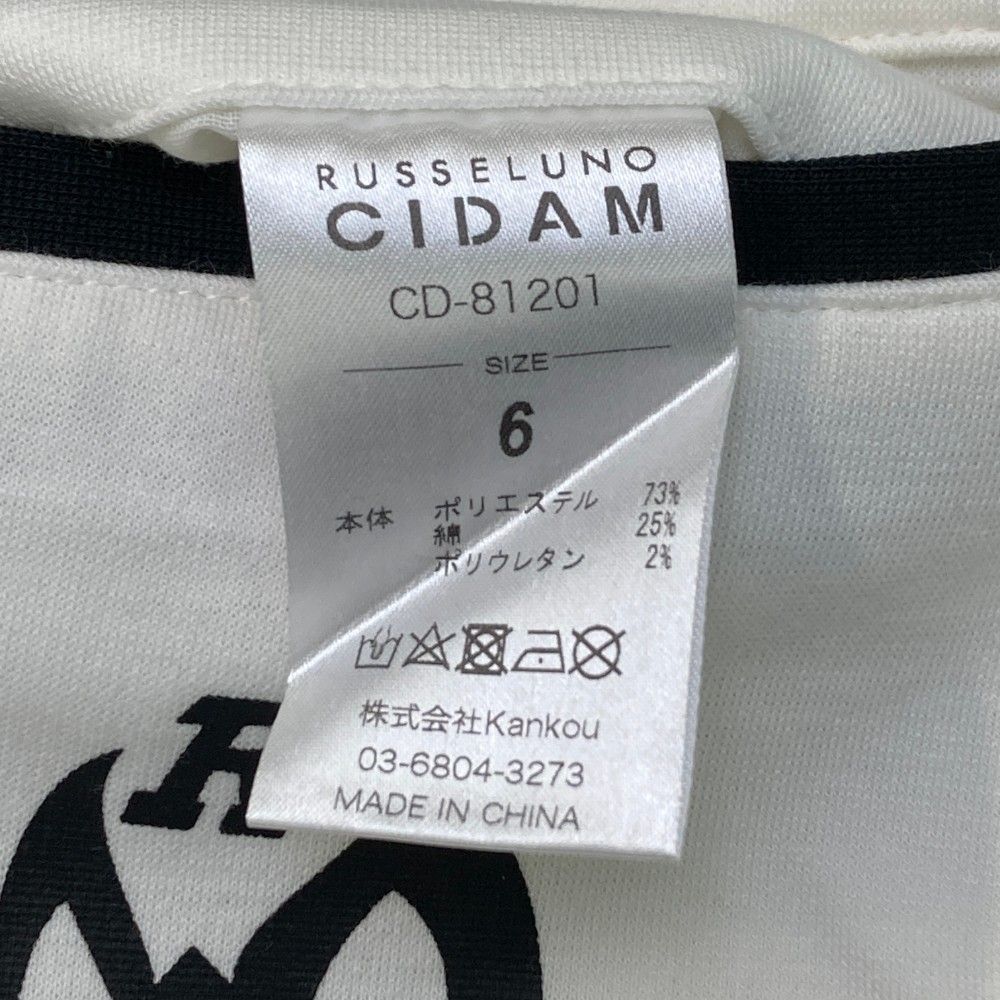 RUSSELUNO
CIDAM
CD-81201
SIZE
6
本体 ポリエステル 73%
綿 25%
ポリウレタン 2%
株式会社Kankou
03-6804-3273
MADE IN CHINA
R